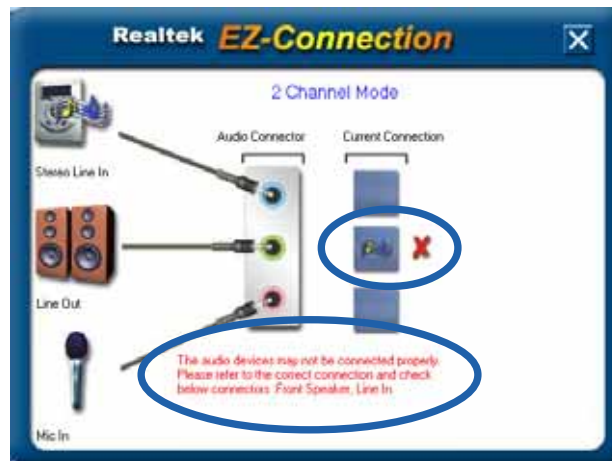 Realtek EZ-Connection
2 Channel Mode
Audio Connector
Current Connection
Stereo Line In
Line Out
Mic In
The audio devices may not be connected properly.
Please refer to the correct connection and check
below connectors :Front Speaker, Line In